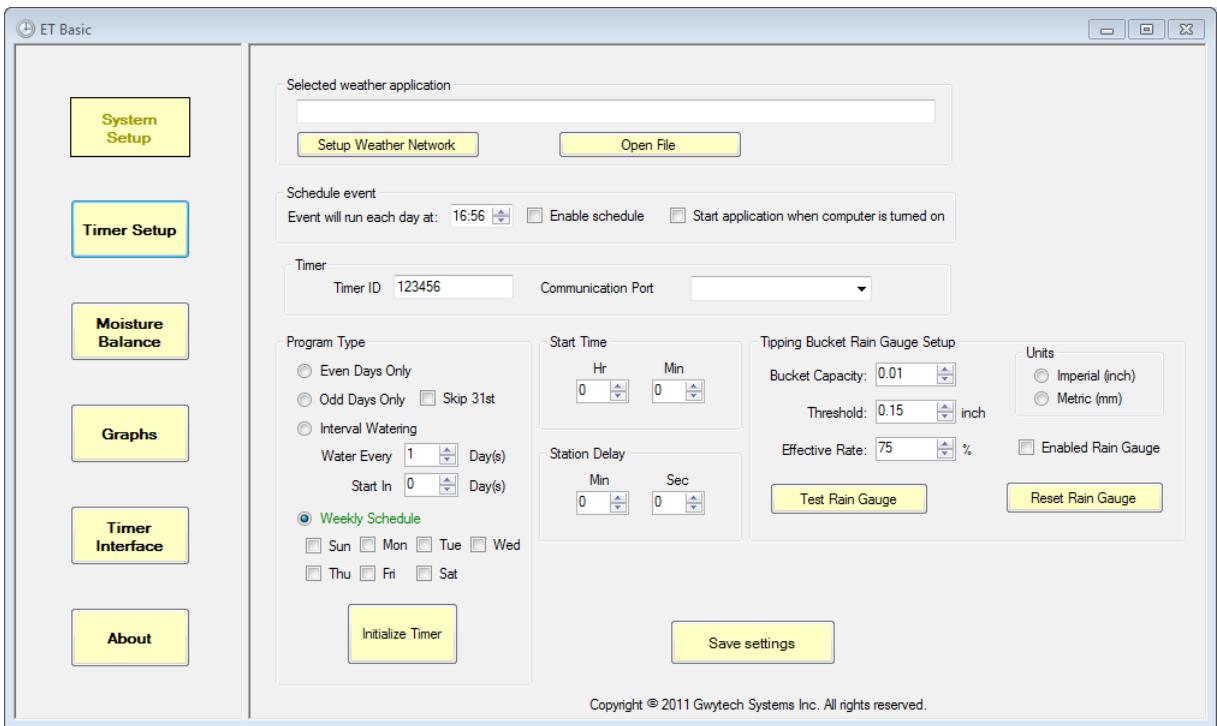 ET Basic
System
Setup
Timer Setup
Moisture
Balance
Graphs
Timer
Interface
About
Selected weather application
Setup Weather Network
Open File
Schedule event
Event will run each day at: 16:56 Enable schedule Start application when computer is turned on
Timer
Timer ID 123456 Communication Port
Program Type
Even Days Only
Odd Days Only Skip 31st
Interval Watering
Water Every 1 Day(s)
Start In 0 Day(s)
Weekly Schedule
Sun Mon Tue Wed
Thu Fri Sat
Initialize Timer
Start Time
Hr Min
0 0
Station Delay
Min Sec
0 0
Tipping Bucket Rain Gauge Setup
Bucket Capacity: 0.01
Threshold: 0.15 inch
Effective Rate: 75 %
Test Rain Gauge
Units
Imperial (inch)
Metric (mm)
Enabled Rain Gauge
Reset Rain Gauge
Save settings
Copyright © 2011 Gwytech Systems Inc. All rights reserved.